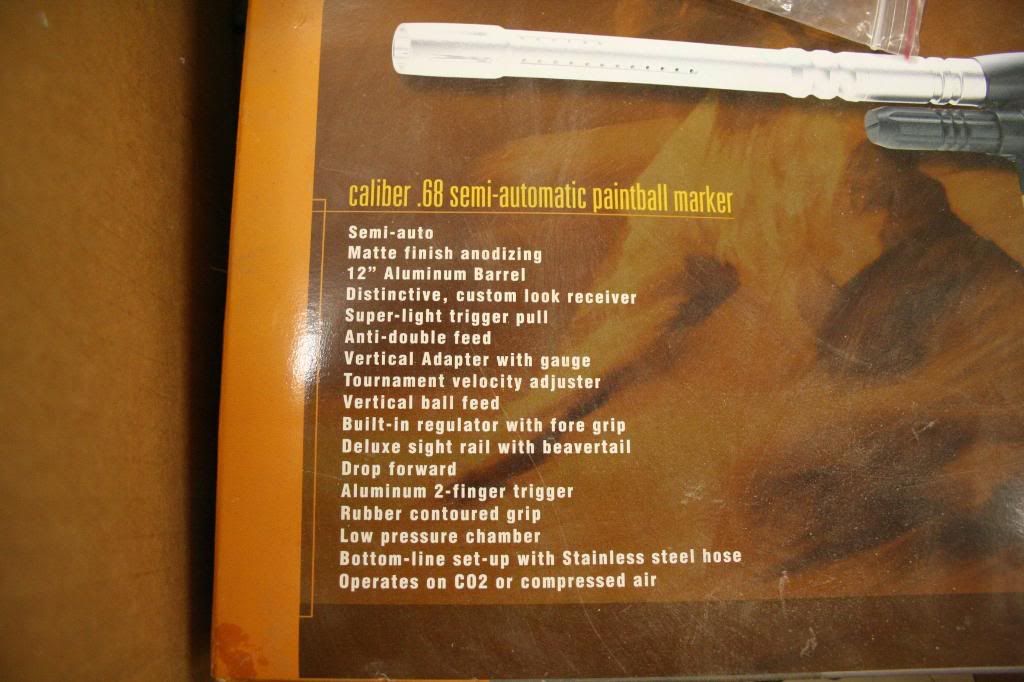 caliber .68 semi-automatic paintball marker
Semi-auto
Matte finish anodizing
12” Aluminum Barrel
Distinctive, custom look receiver
Super-light trigger pull
Anti-double feed
Vertical Adapter with gauge
Tournament velocity adjuster
Vertical ball feed
Built-in regulator with fore grip
Deluxe sight rail with beavertail
Drop forward
Aluminum 2-finger trigger
Rubber contoured grip
Low pressure chamber
Bottom-line set-up with Stainless steel hose
Operates on CO2 or compressed air